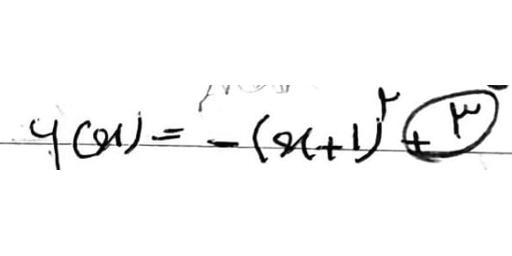 y(x) = -(x+1)^۲ + ۳